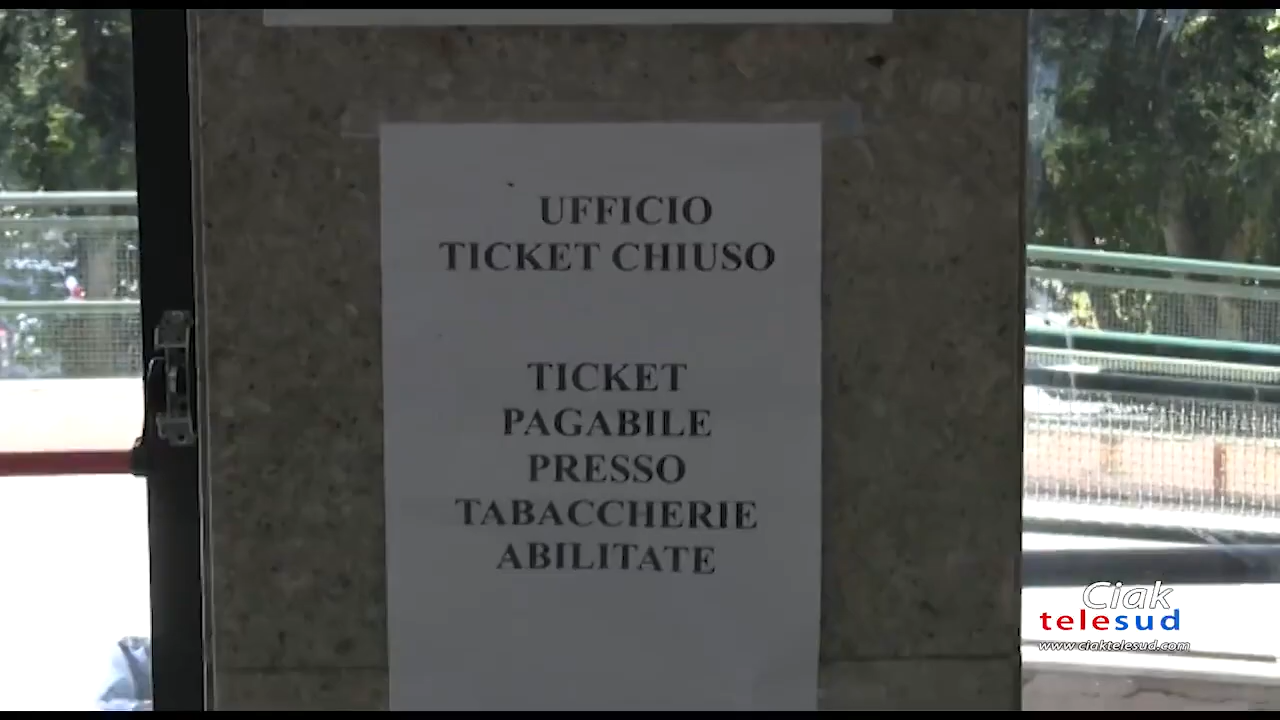 UFFICIO
TICKET CHIUSO
TICKET
PAGABILE
PRESSO
TABACCHERIE
ABILITATE
Ciak
telesud
www.ciaktelesud.com